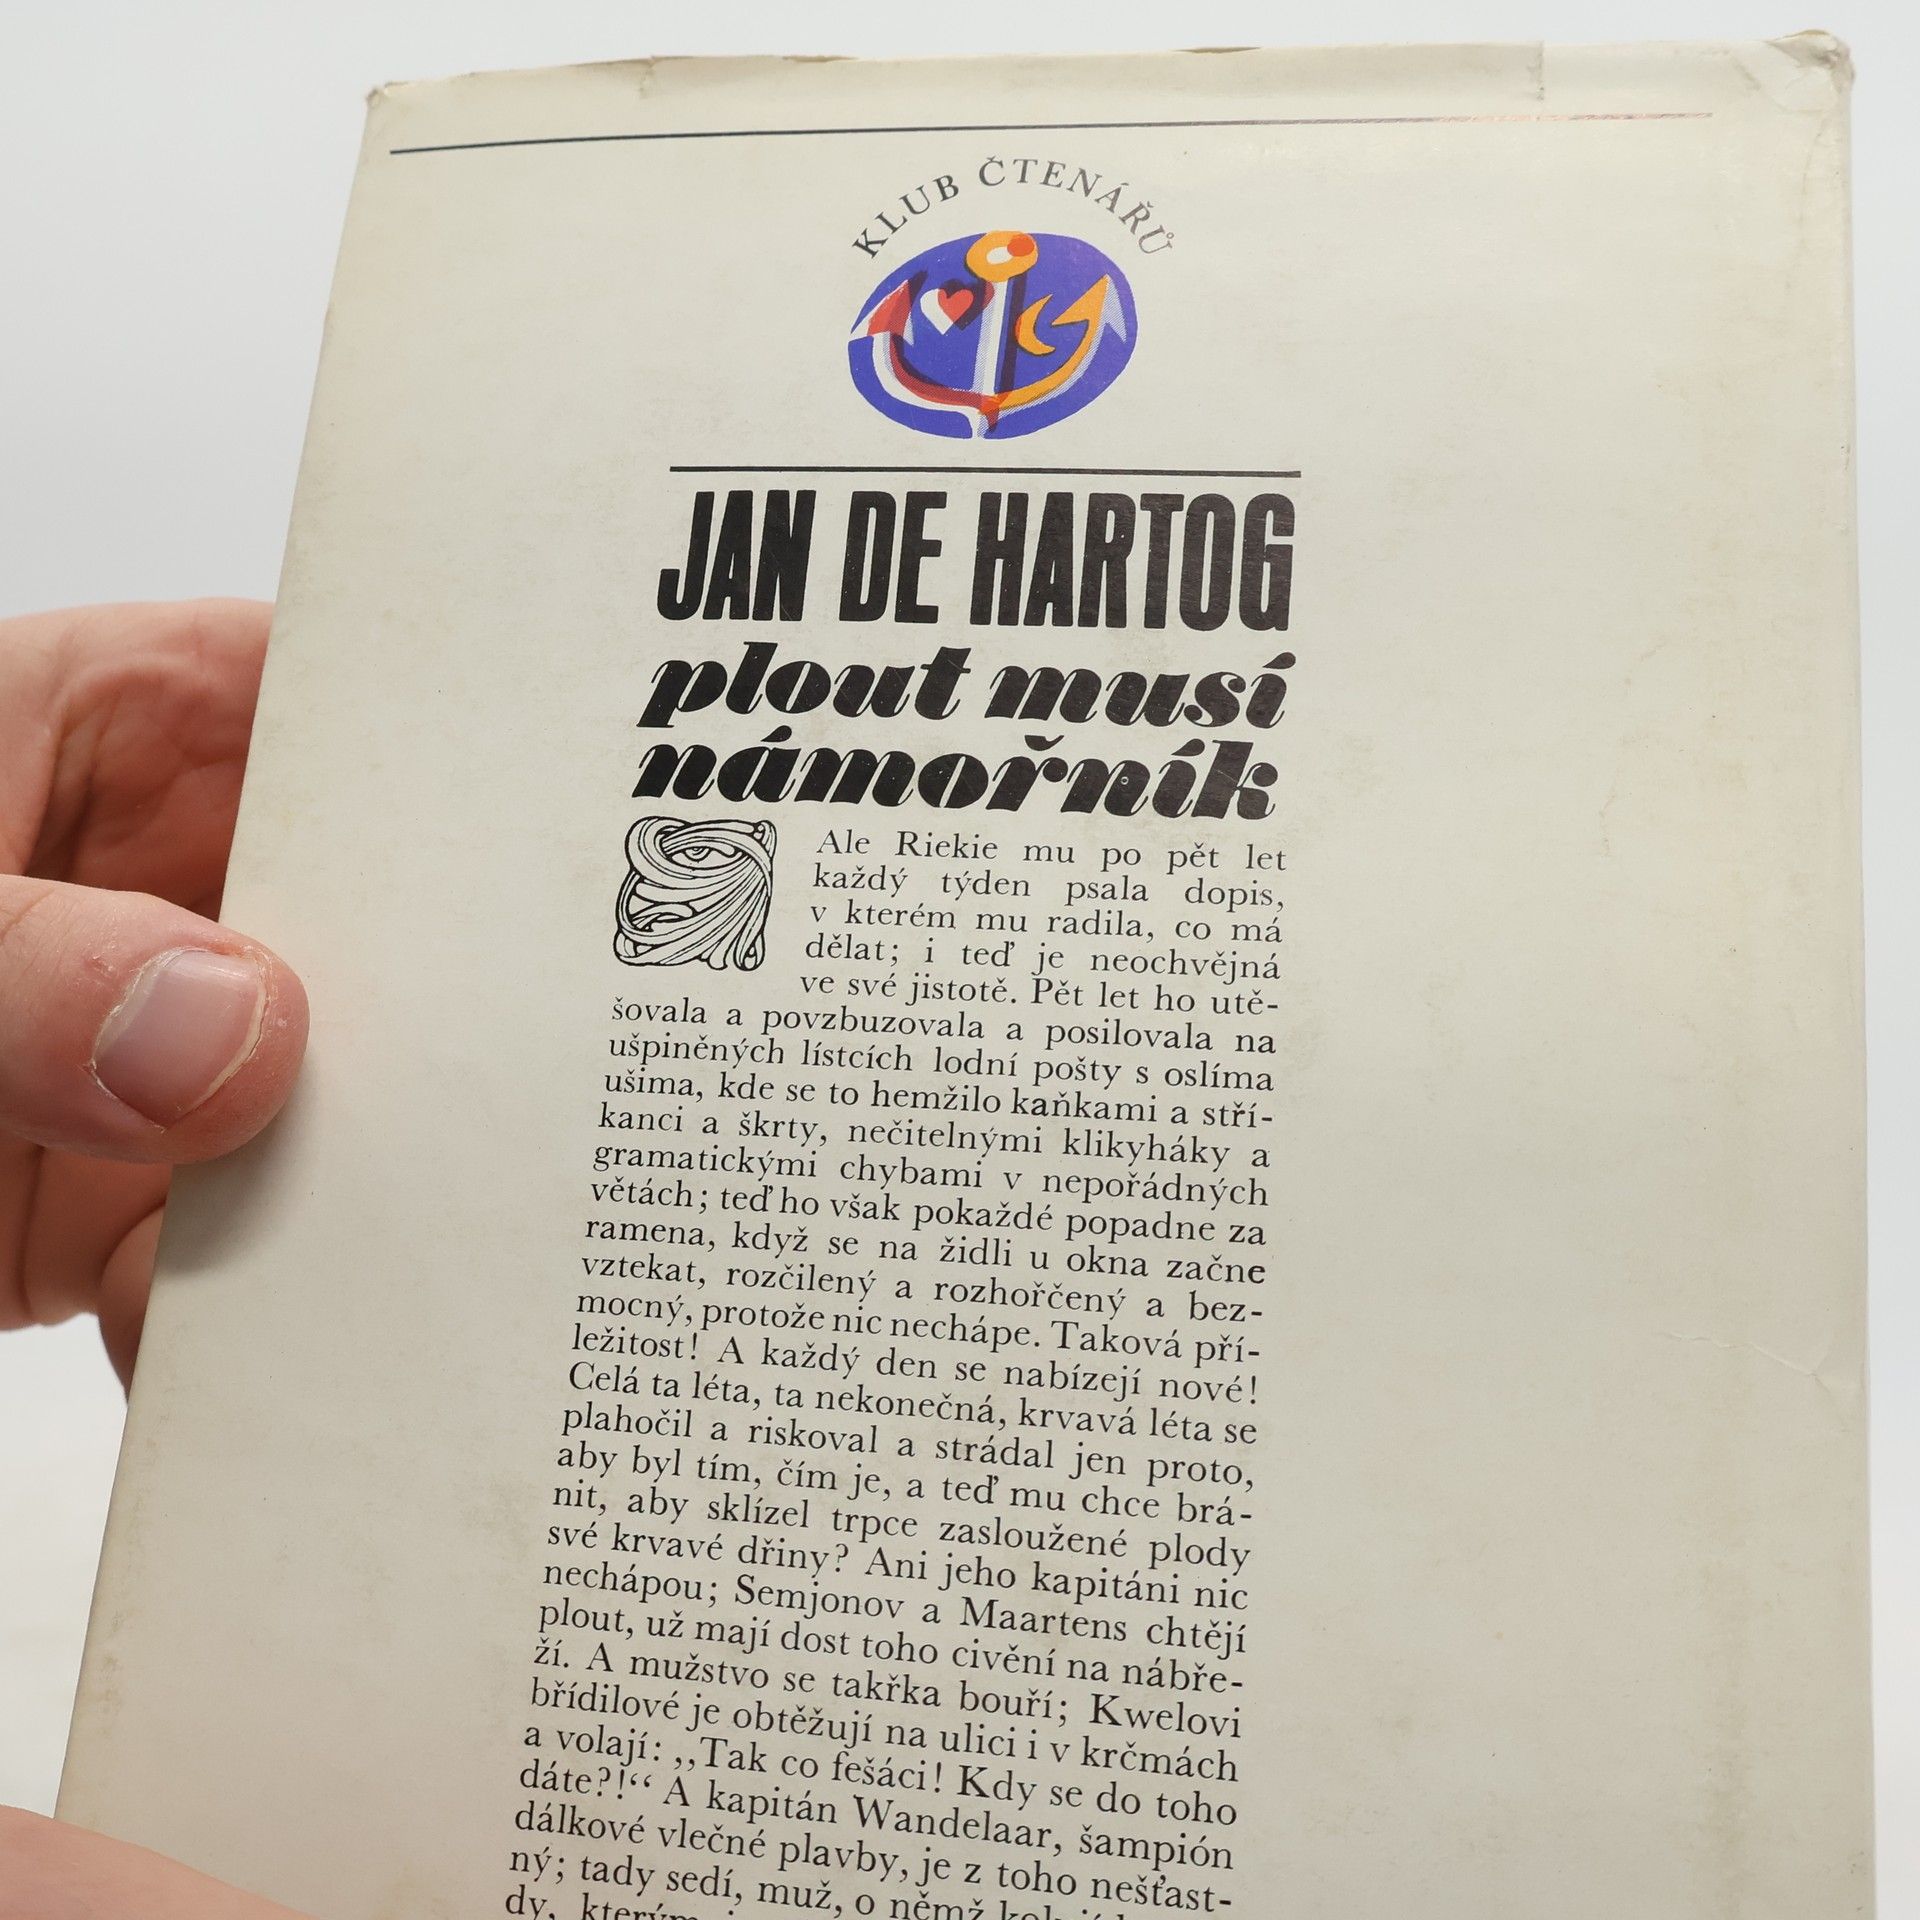 KLUB ČTENÁŘŮ
JAN DE HARTOG
plout musí
námořník
Ale Riekie mu po pět let
každý týden psala dopis,
v kterém mu radila, co má
dělat; i teď je neochvějná
ve své jistotě. Pět let ho utě-
šovala a povzbuzovala a posilovala na
ušpiněných lístcích lodní pošty s oslíma
ušima, kde se to hemžilo kaňkami a stří-
kanci a škrty, nečitelnými klikyháky a
gramatickými chybami v nepořádných
větách; teď ho však pokaždé popadne za
ramena, když se na židli u okna začne
vztekat, rozčilený a rozhořčený a bez-
mocný, protože nic nechápe. Taková pří-
ležitost! A každý den se nabízejí nové!
Celá ta léta, ta nekonečná, krvavá léta se
plahočil a riskoval a strádal jen proto,
aby byl tím, čím je, a teď mu chce brá-
nit, aby sklízel trpce zasloužené plody
své krvavé dřiny? Ani jeho kapitáni nic
nechápou; Semjonov a Maartens chtějí
plout, už mají dost toho civění na nábře-
ží. A mužstvo se takřka bouří; Kwelovi
břídilové je obtěžují na ulici i v krčmách
a volají: „Tak co fešáci! Kdy se do toho
dáte?!“ A kapitán Wandelaar, šampión
dálkové vlečné plavby, je z toho nešťast-
ný; tady sedí, muž, o němž
dy,